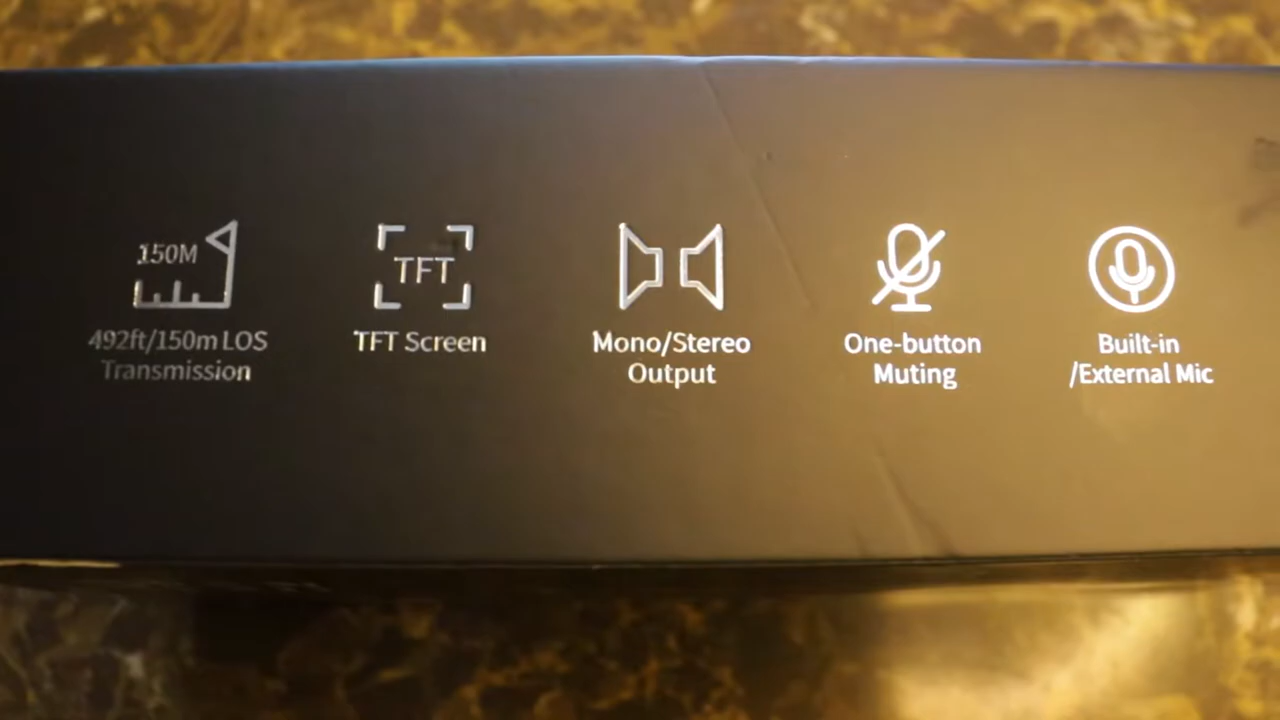 150M
492ft/150m LOS
Transmission
TFT
TFT Screen
Mono/Stereo
Output
One-button
Muting
Built-in
/External Mic